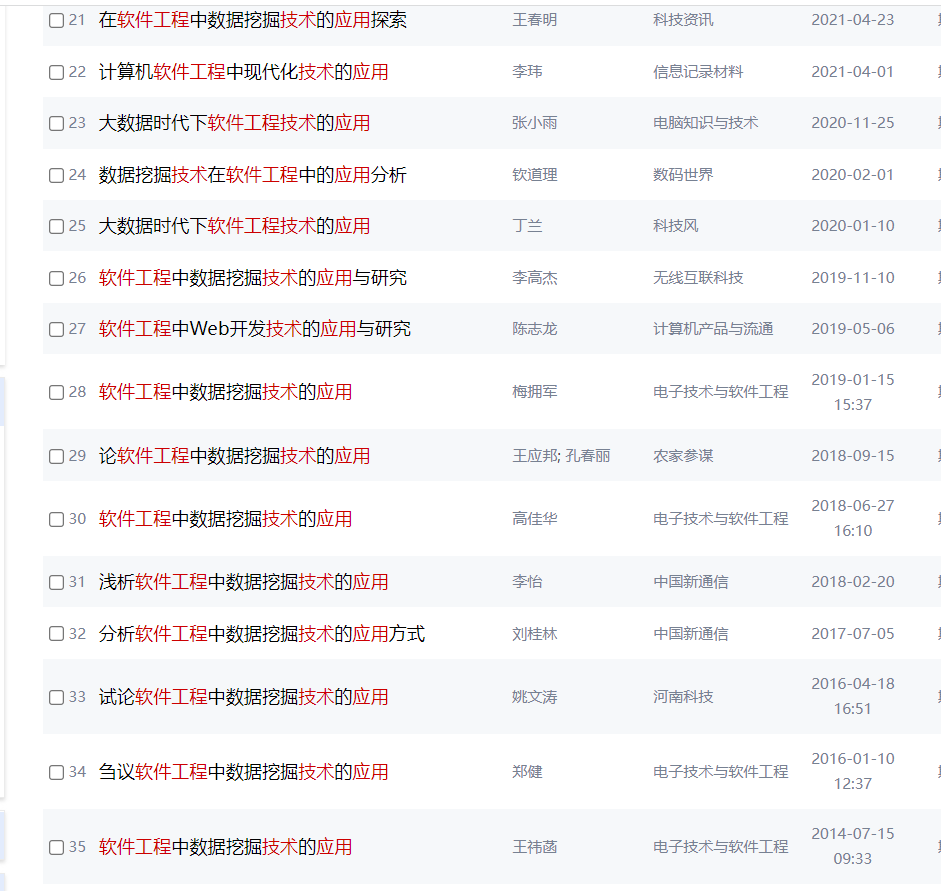 21 在软件工程中数据挖掘技术的应用探索 王春明 科技资讯 2021-04-23
22 计算机软件工程中现代化技术的应用 李玮 信息记录材料 2021-04-01
23 大数据时代下软件工程技术的应用 张小雨 电脑知识与技术 2020-11-25
24 数据挖掘技术在软件工程中的应用分析 钦道理 数码世界 2020-02-01
25 大数据时代下软件工程技术的应用 丁兰 科技风 2020-01-10
26 软件工程中数据挖掘技术的应用与研究 李高杰 无线互联科技 2019-11-10
27 软件工程中Web开发技术的应用与研究 陈志龙 计算机产品与流通 2019-05-06
28 软件工程中数据挖掘技术的应用 梅拥军 电子技术与软件工程 2019-01-15
15:37
29 论软件工程中数据挖掘技术的应用 王应邦; 孔春丽 农家参谋 2018-09-15
30 软件工程中数据挖掘技术的应用 高佳华 电子技术与软件工程 2018-06-27
16:10
31 浅析软件工程中数据挖掘技术的应用 李怡 中国新通信 2018-02-20
32 分析软件工程中数据挖掘技术的应用方式 刘桂林 中国新通信 2017-07-05
33 试论软件工程中数据挖掘技术的应用 姚文涛 河南科技 2016-04-18
16:51
34 刍议软件工程中数据挖掘技术的应用 郑健 电子技术与软件工程 2016-01-10
12:37
35 软件工程中数据挖掘技术的应用 王祎菡 电子技术与软件工程 2014-07-15
09:33